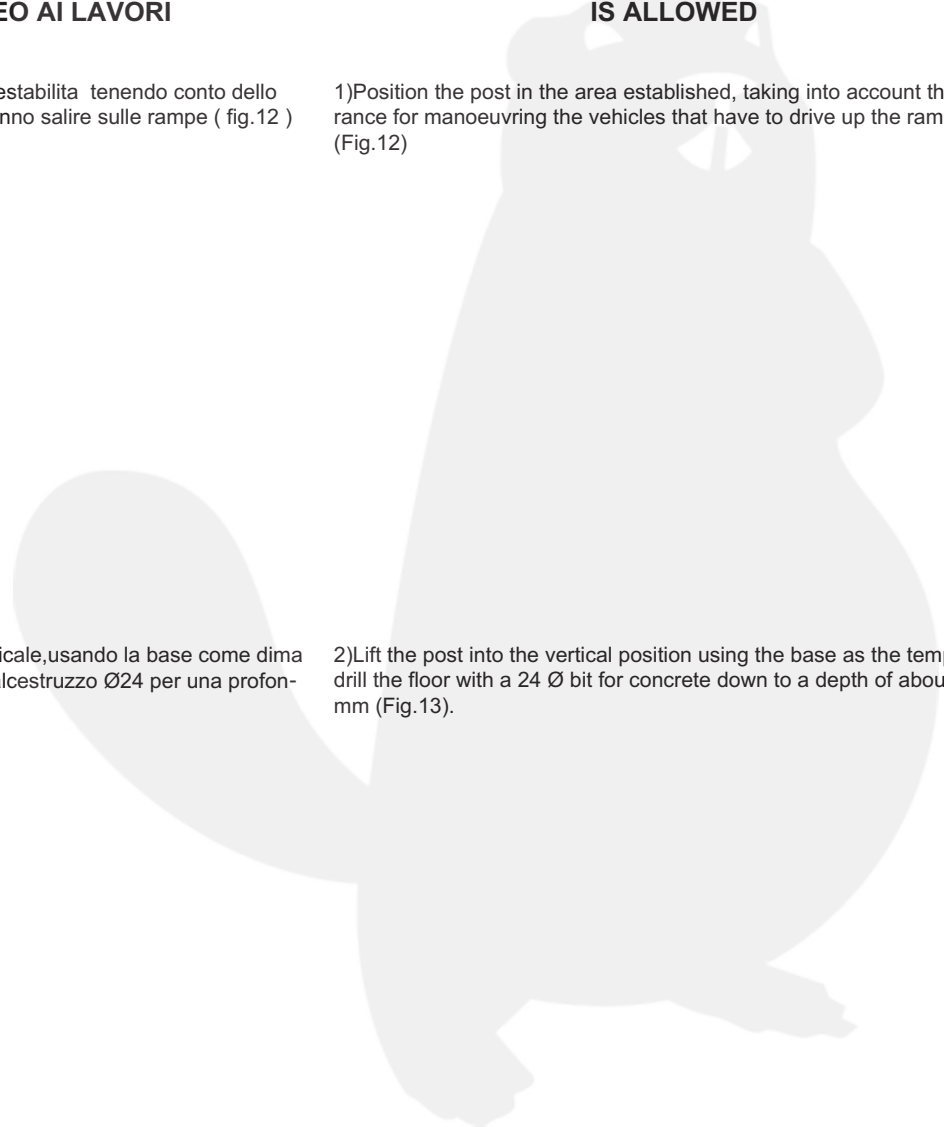 EO AI LAVORI
estabilita tenendo conto dello
nno salire sulle rampe ( fig.12 )
icale,usando la base come dima
alcestruzzo Ø24 per una profon-
IS ALLOWED
1)Position the post in the area established, taking into account th
rance for manoeuvring the vehicles that have to drive up the ram
(Fig.12)
2)Lift the post into the vertical position using the base as the temp
drill the floor with a 24 Ø bit for concrete down to a depth of abou
mm (Fig.13).